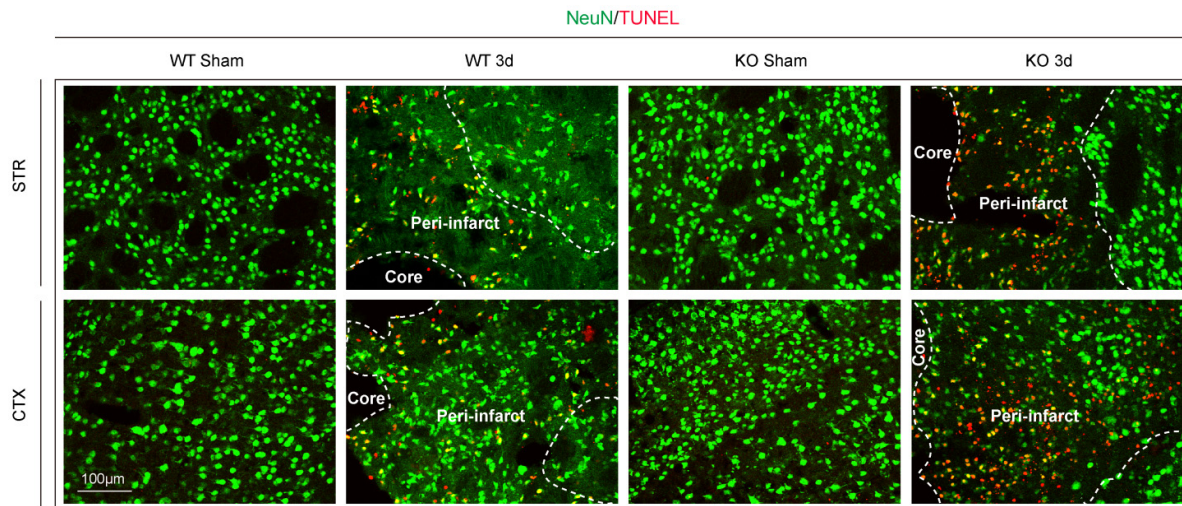 NeuN/TUNEL
WT Sham
WT 3d
KO Sham
KO 3d
STR
Peri-infarct
Core
Core
Peri-infarct
CTX
100µm
Core
Peri-infarct
Core
Peri-infarct